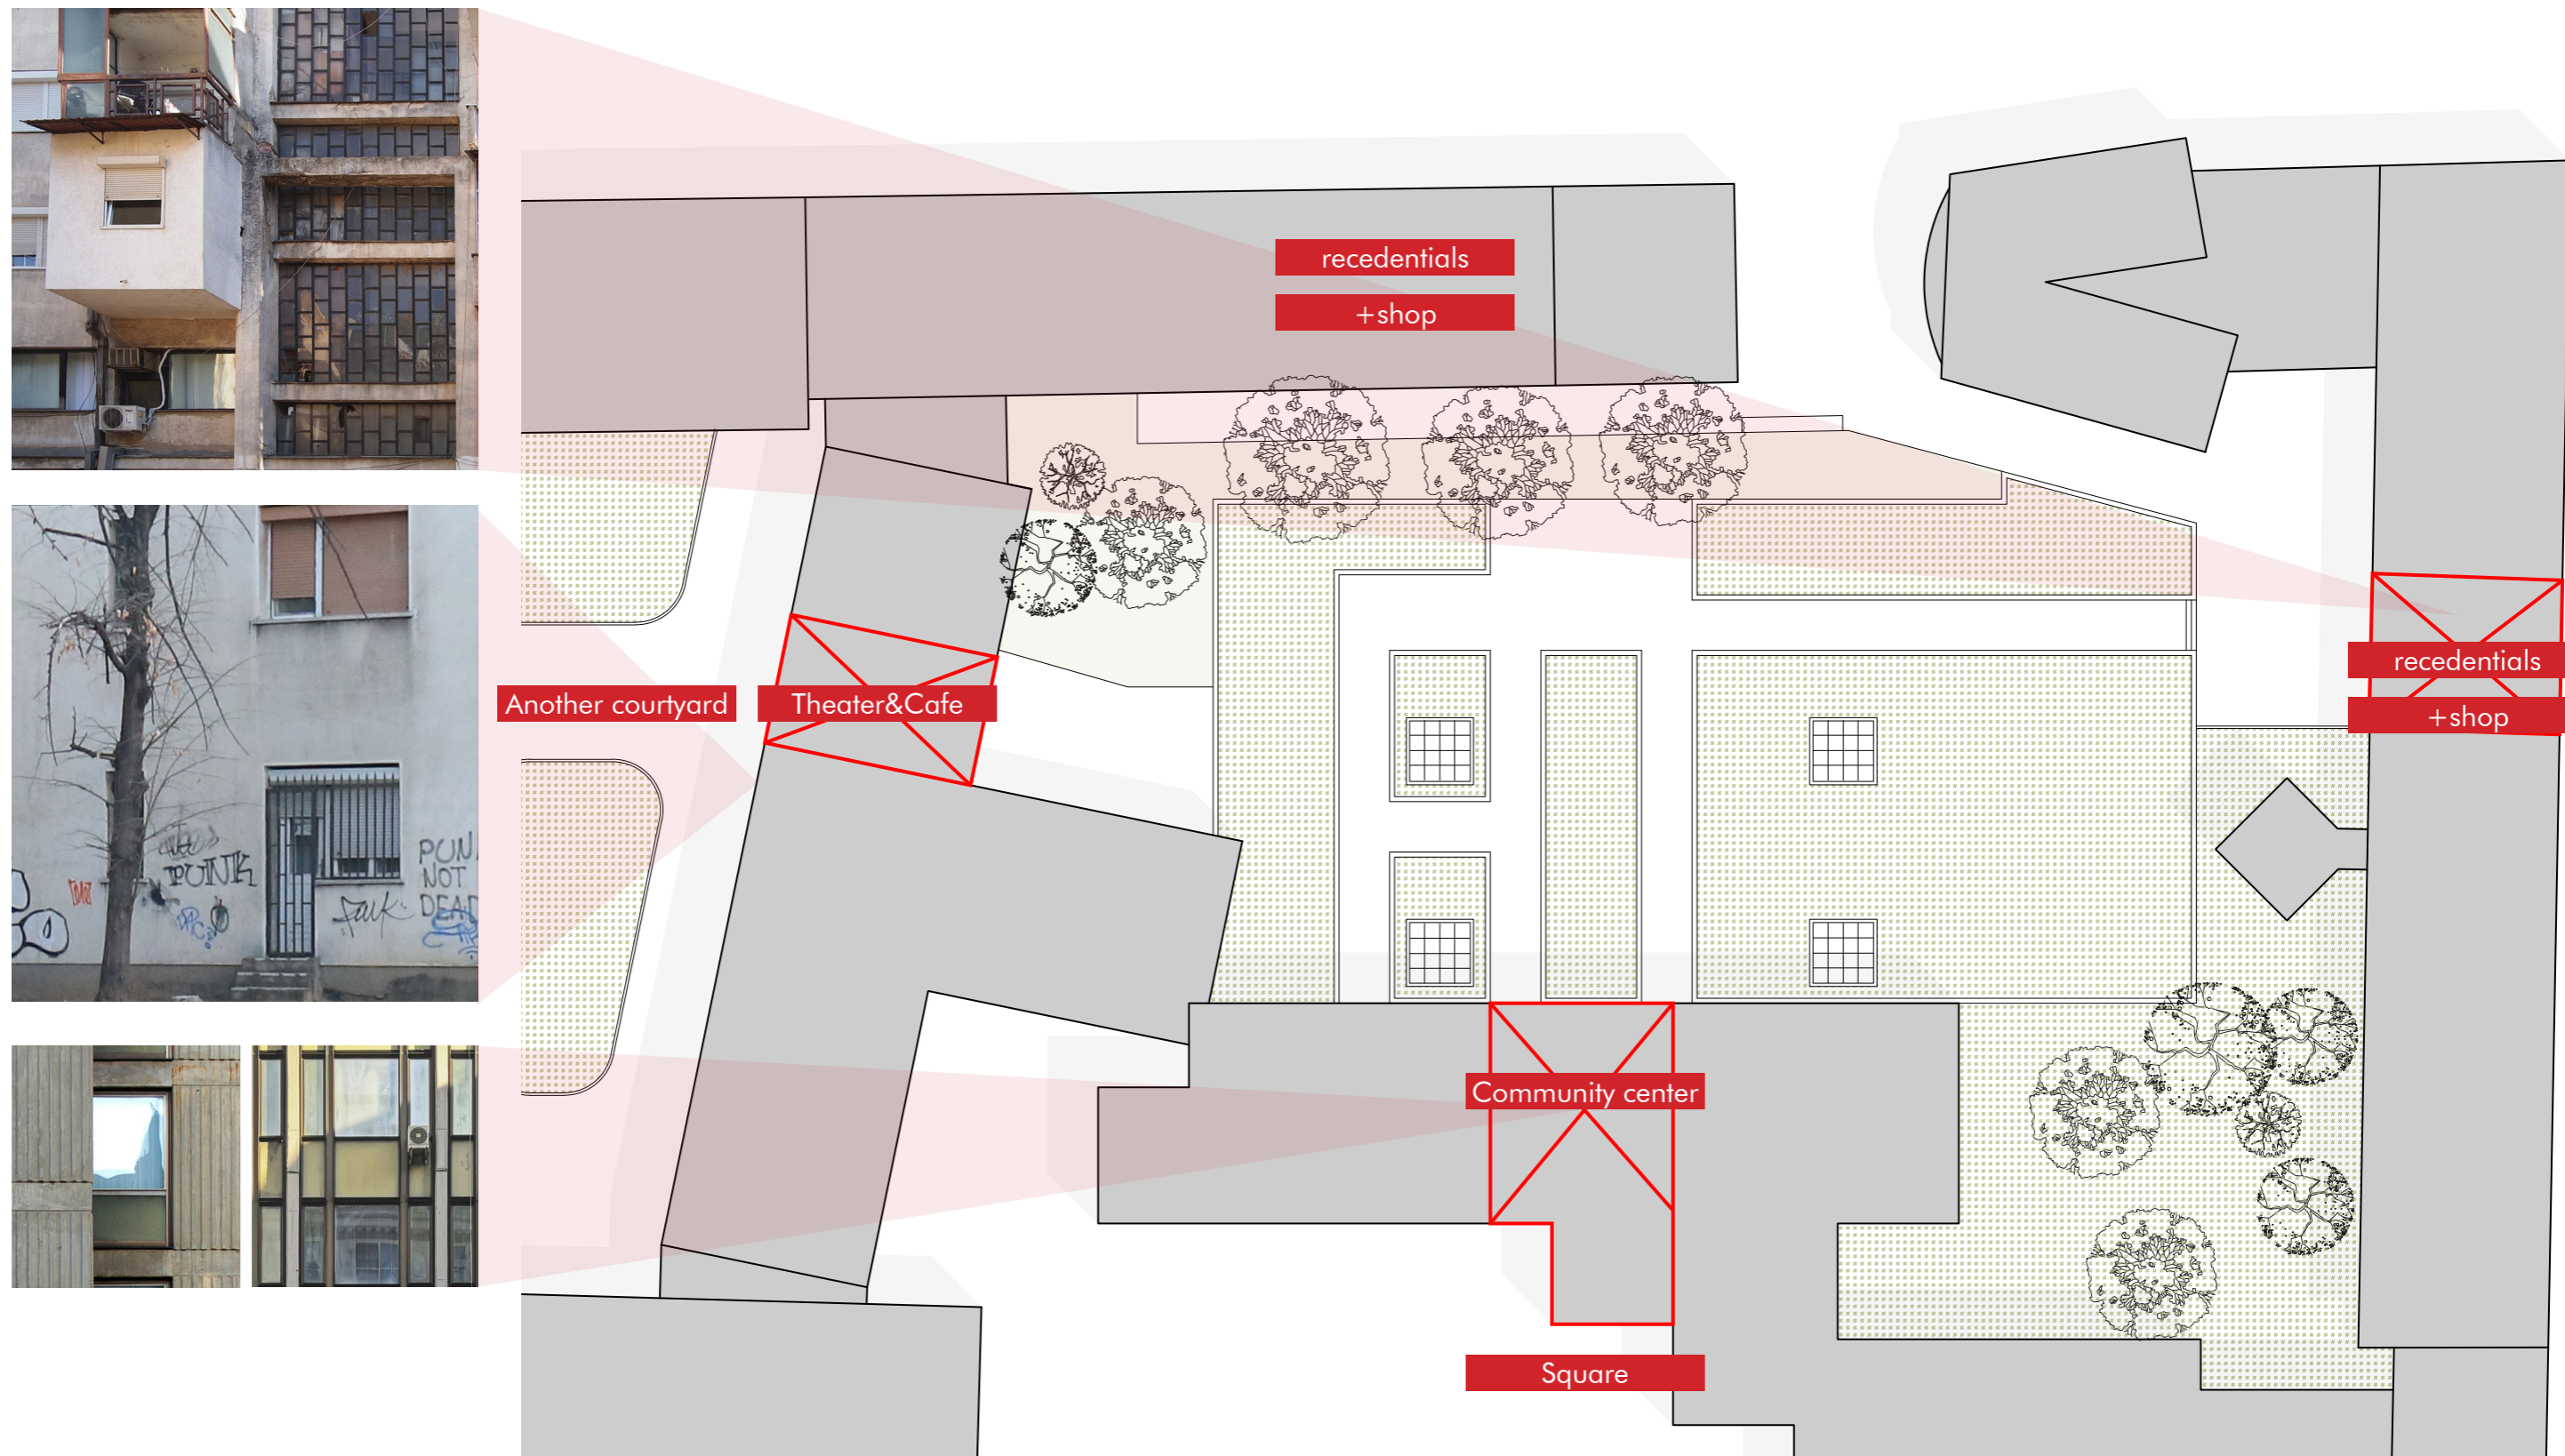 recedentials
+shop
recedentials
+shop
Another courtyard
Theater&Cafe
PUNK
PUN
NOT
DEAD
Community center
Square